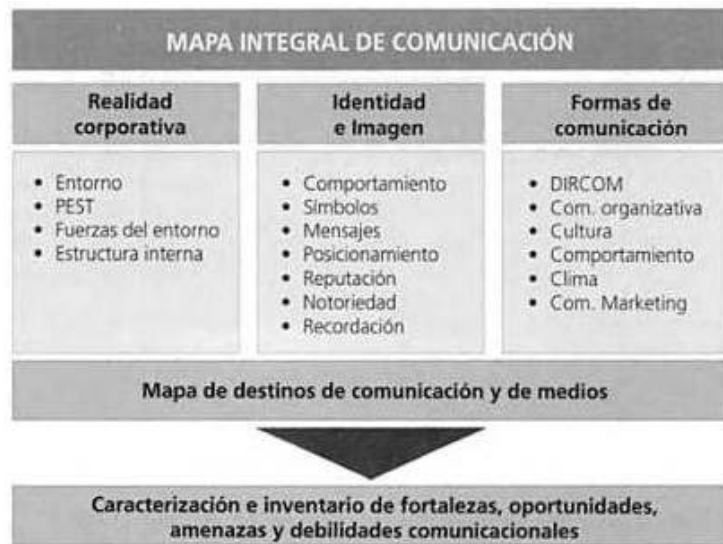 MAPA INTEGRAL DE COMUNICACIÓN
Realidad
corporativa
• Entorno
• PEST
• Fuerzas del entorno
• Estructura interna
Identidad
e Imagen
• Comportamiento
• Símbolos
• Mensajes
• Posicionamiento
• Reputación
• Notoriedad
• Recordación
Formas de
comunicación
• DIRCOM
• Com. organizativa
• Cultura
• Comportamiento
• Clima
• Com. Marketing
Mapa de destinos de comunicación y de medios
Caracterización e inventario de fortalezas, oportunidades,
amenazas y debilidades comunicacionales